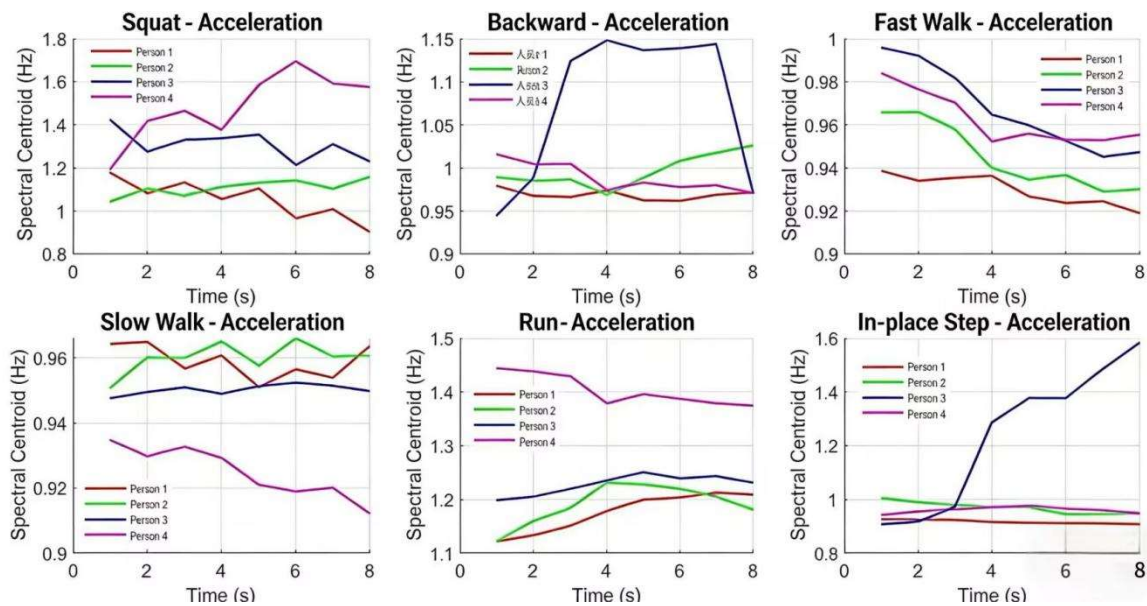 Squat - Acceleration
Spectral Centroid (Hz)
1.8
1.6
1.4
1.2
1
0.8
Person 1
Person 2
Person 3
Person 4
0 2 4 6 8
Time (s)
Backward - Acceleration
Spectral Centroid (Hz)
1.15
1.1
1.05
1
0.95
0.9
人员 1
Person 2
3
人员 4
0 2 4 6 8
Time (s)
Fast Walk - Acceleration
Spectral Centroid (Hz)
1
0.98
0.96
0.94
0.92
0.9
Person 1
Person 2
Person 3
Person 4
0 2 4 6 8
Time (s)
Slow Walk - Acceleration
Spectral Centroid (Hz)
0.96
0.94
0.92
0.9
Person 1
Person 2
Person 3
Person 4
0 2 4 6 8
Time (s)
Run - Acceleration
Spectral Centroid (Hz)
1.5
1.4
1.3
1.2
1.1
Person 1
Person 2
Person 3
Person 4
0 2 4 6 8
Time (s)
In-place Step - Acceleration
Spectral Centroid (Hz)
1.6
1.4
1.2
1
0.8
Person 1
Person 2
Person 3
Person 4
0 2 4 6 8
Time (s)